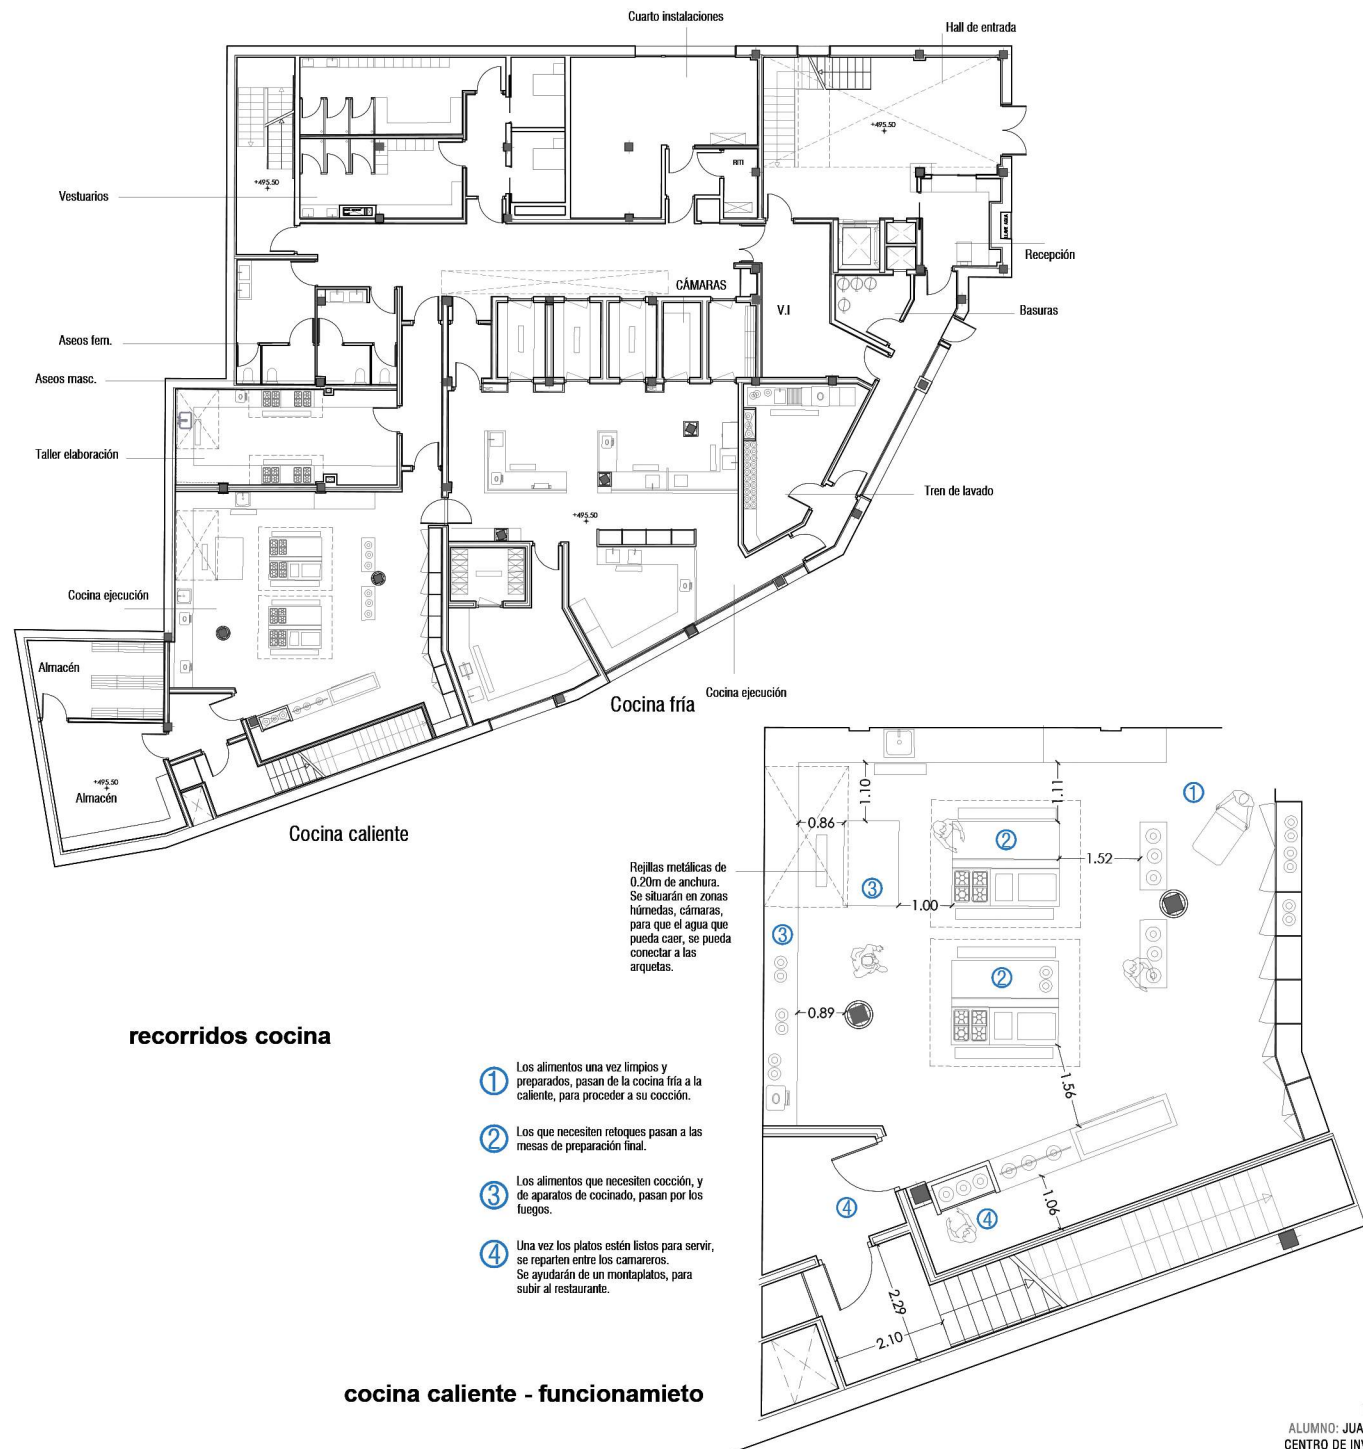 Cuarto instalaciones
Hall de entrada
+495.50
RITI
+495.50
Vestuarios
Recepción
CÁMARAS
V.I
Basuras
Aseos fem.
Aseos masc.
Taller elaboración
Tren de lavado
+495.50
Cocina ejecución
Almacén
Cocina ejecución
Cocina fría
+495.50
Almacén
Cocina caliente
1.10
1.11
1
0.86
2
1.52
Rejillas metálicas de
0.20m de anchura.
Se situarán en zonas
húmedas, cámaras,
para que el agua que
pueda caer, se pueda
conectar a las
arquetas.
3
1.00
3
2
0.89
recorridos cocina
1.56
1
Los alimentos una vez limpios y
preparados, pasan de la cocina fría a la
caliente, para proceder a su cocción.
2
Los que necesiten retoques pasan a las
mesas de preparación final.
3
Los alimentos que necesiten cocción, y
de aparatos de cocinado, pasan por los
fuegos.
4
Una vez los platos estén listos para servir,
se reparten entre los camareros.
Se ayudarán de un montaplatos, para
subir al restaurante.
4
4
1.06
2.29
2.10
cocina caliente - funcionamieto
ALUMNO: JUA
CENTRO DE INV